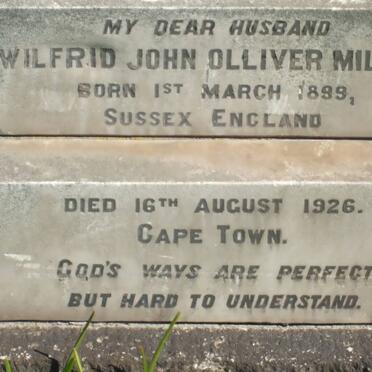 MY DEAR HUSBAND
WILFRID JOHN OLLIVER MIL
BORN 1ST MARCH 1899,
SUSSEX ENGLAND
DIED 16TH AUGUST 1926.
CAPE TOWN.
GOD'S WAYS ARE PERFECT
BUT HARD TO UNDERSTAND.